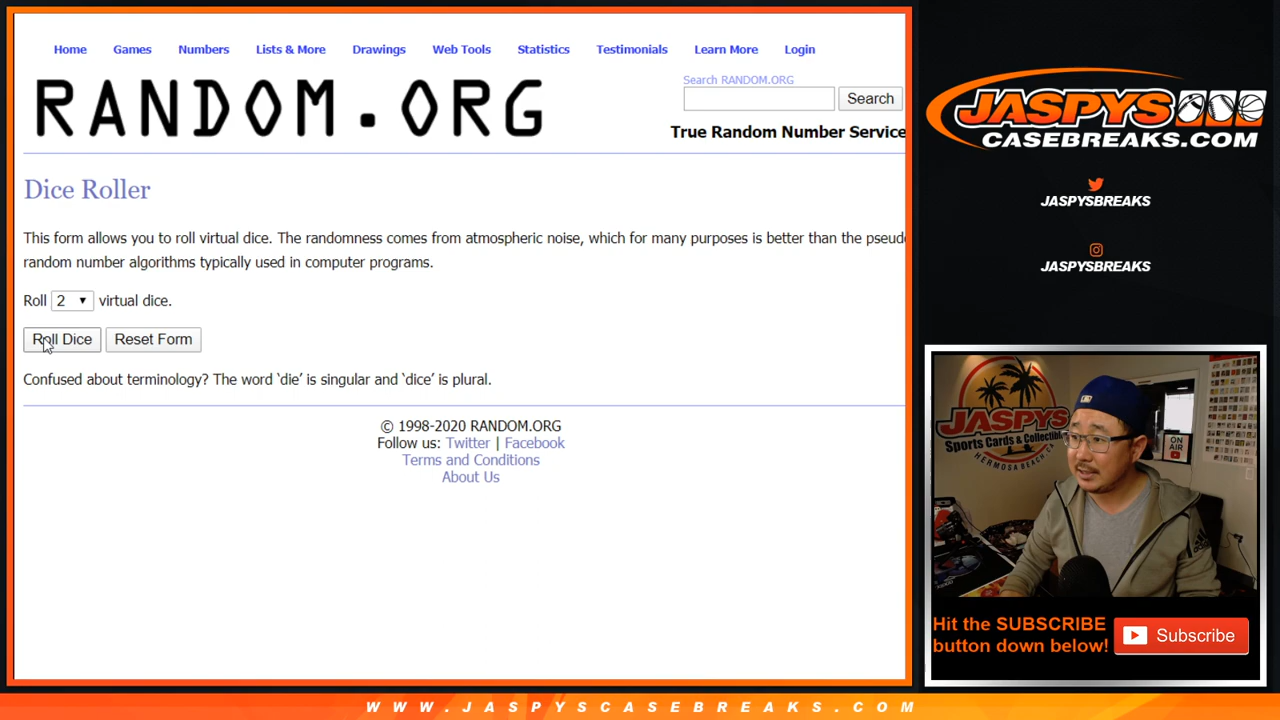 Home Games Numbers Lists & More Drawings Web Tools Statistics Testimonials Learn More Login
RANDOM.ORG
Search RANDOM.ORG
Search
True Random Number Service
Dice Roller
This form allows you to roll virtual dice. The randomness comes from atmospheric noise, which for many purposes is better than the pseudo
random number algorithms typically used in computer programs.
Roll 2 virtual dice.
Roll Dice Reset Form
Confused about terminology? The word ‘die’ is singular and ‘dice’ is plural.
© 1998-2020 RANDOM.ORG
Follow us: Twitter | Facebook
Terms and Conditions
About Us
JASPYS
CASEBREAKS.COM
JASPYSBREAKS
JASPYSBREAKS
JASPYS
Sports Cards & Collectibles
HERMOSA BEACH, CA
ON
AIR
Hit the SUBSCRIBE
button down below!
Subscribe
WWW.JASPYSCASEBREAKS.COM